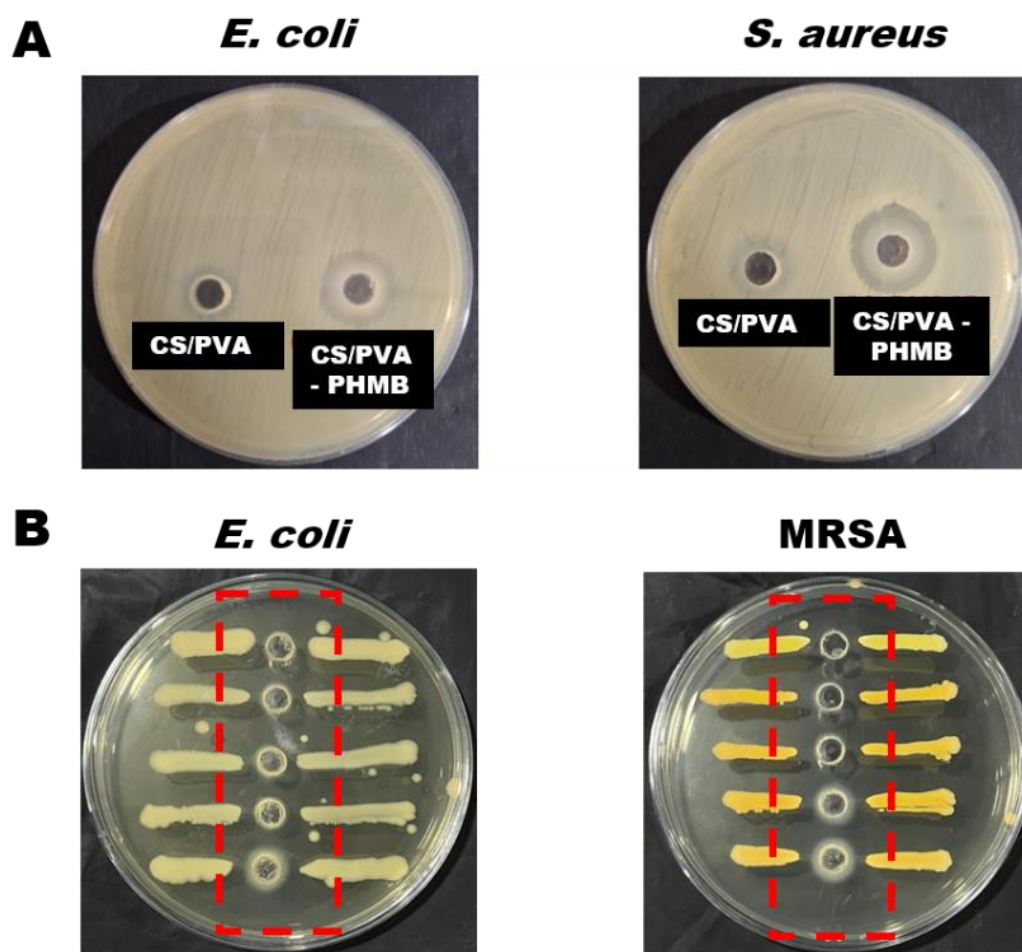 A
E. coli
S. aureus
CS/PVA
CS/PVA
- PHMB
CS/PVA
CS/PVA -
PHMB
B
E. coli
MRSA